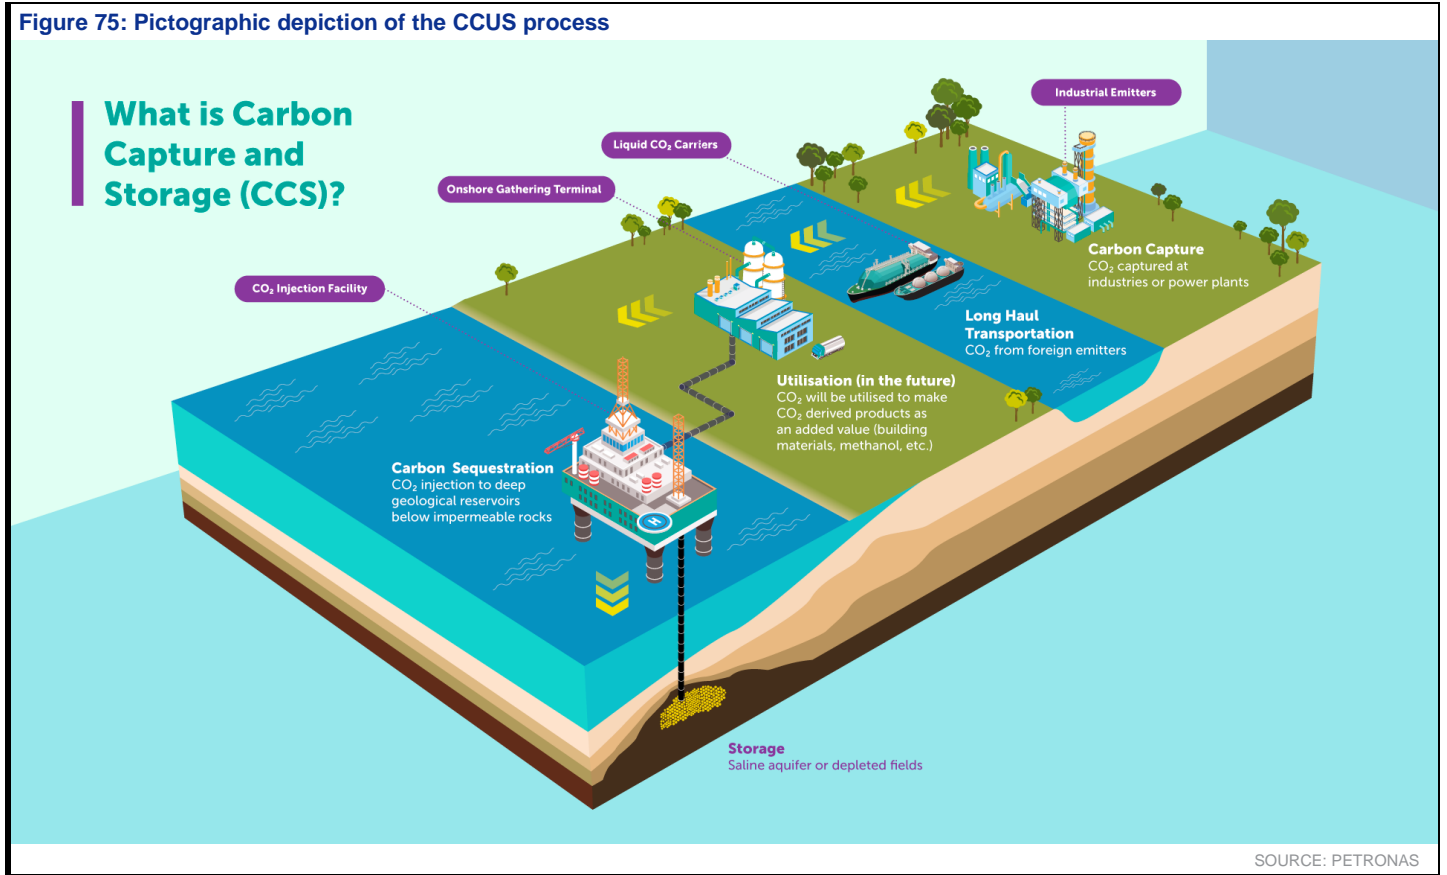 Figure 75: Pictographic depiction of the CCUS process
What is Carbon
Capture and
Storage (CCS)?
Industrial Emitters
Liquid CO₂ Carriers
Onshore Gathering Terminal
CO₂ Injection Facility
Carbon Capture
CO₂ captured at
industries or power plants
Long Haul
Transportation
CO₂ from foreign emitters
Utilisation (in the future)
CO₂ will be utilised to make
CO₂ derived products as
an added value (building
materials, methanol, etc.)
Carbon Sequestration
CO₂ injection to deep
geological reservoirs
below impermeable rocks
H
Storage
Saline aquifer or depleted fields
SOURCE: PETRONAS